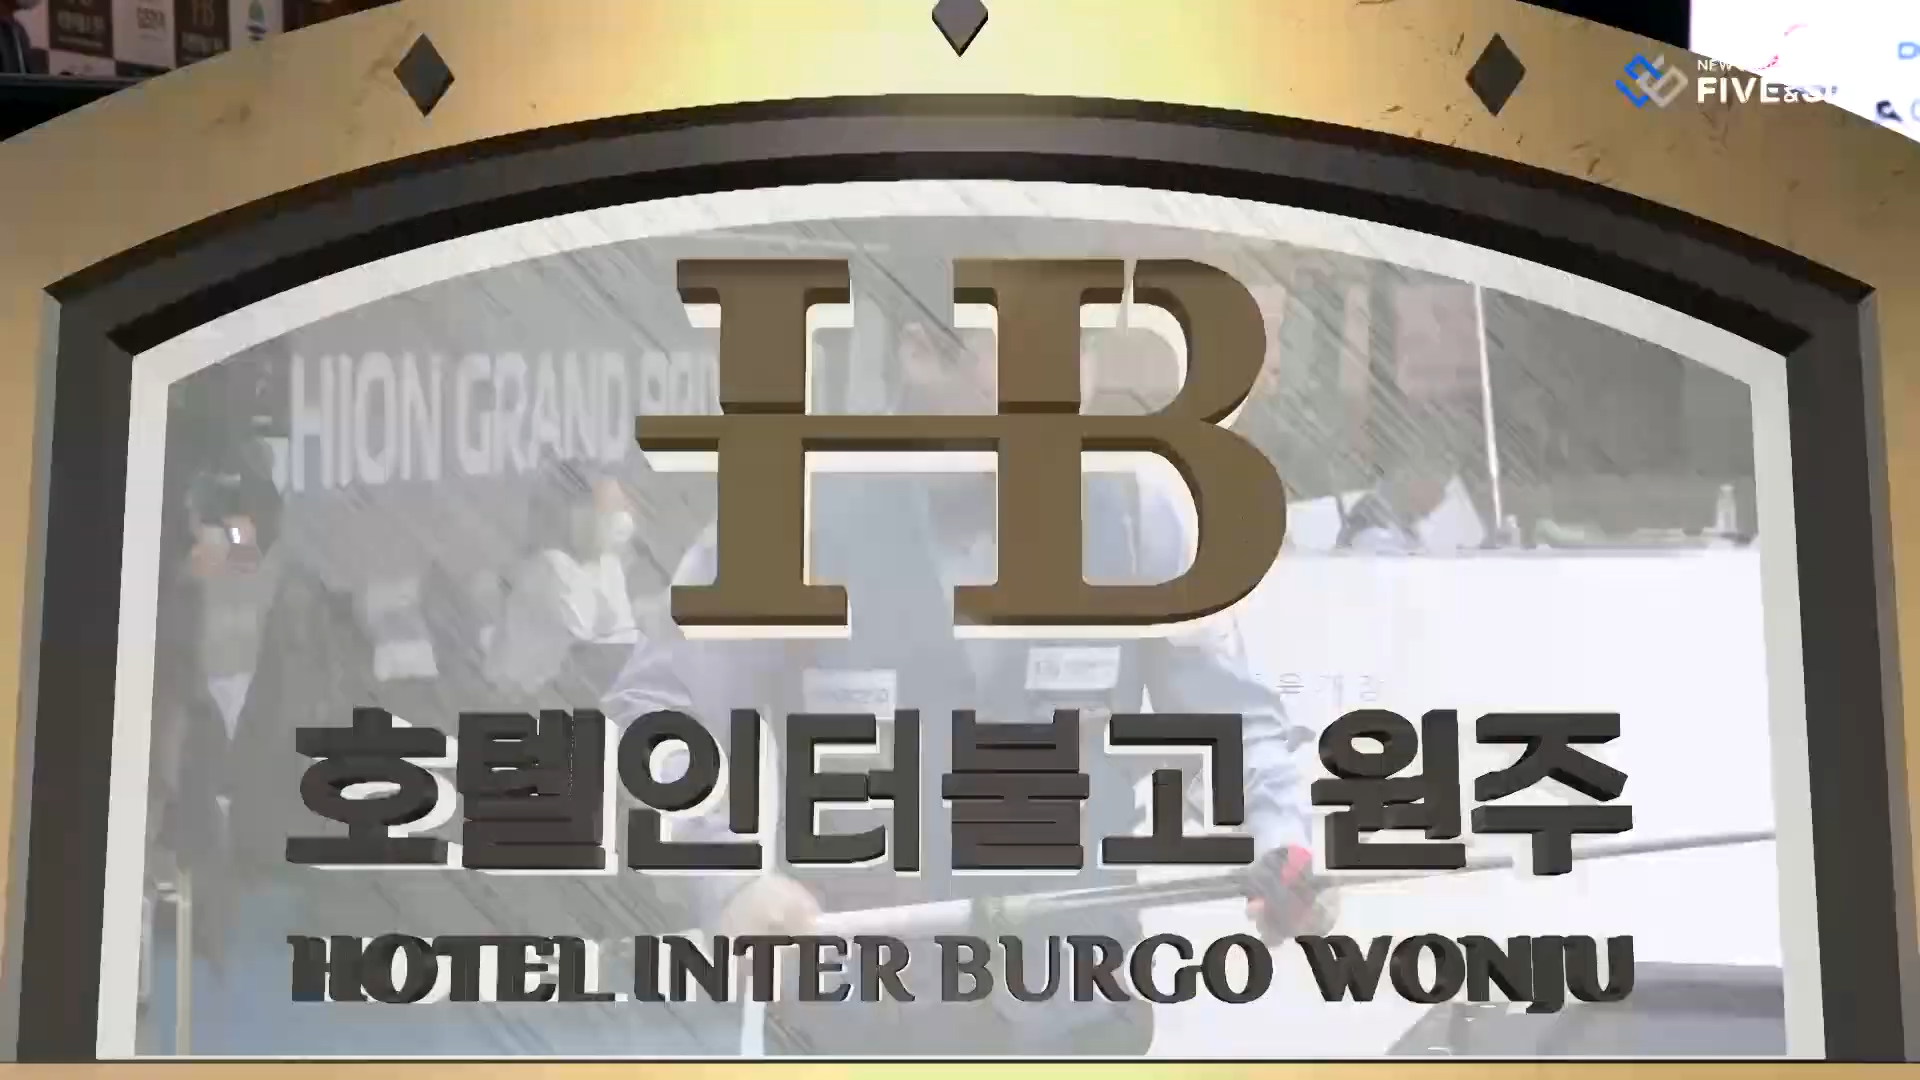 FIVE&
HION GRAND
HB
호텔인터불고 원주
HOTEL INTER BURGO WONJU